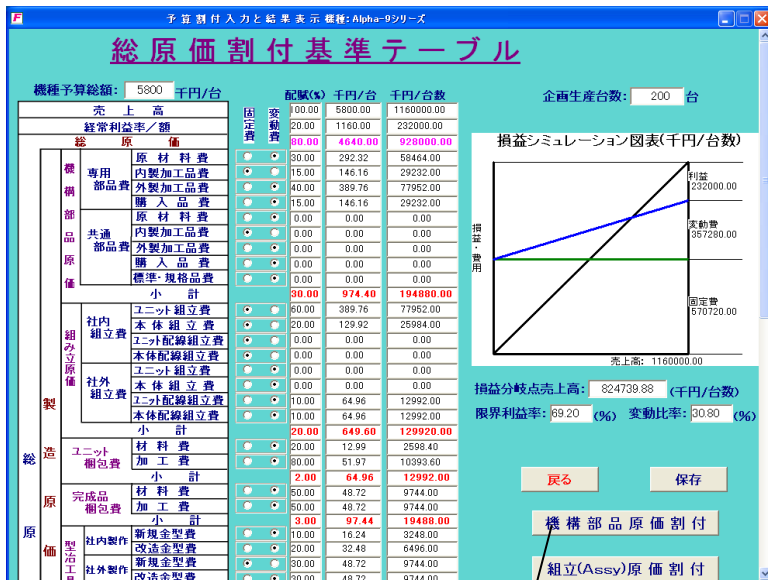 予算割付入力と結果表示 機種:Alpha-9シリーズ
総原価割付基準テーブル
機種予算総額: 5800 千円/台
企画生産台数: 200 台
固定費 変動費 配賦(%) 千円/台 千円/台数
売上高 100.00 5800.00 1160000.00
経常利益率/額 20.00 1160.00 232000.00
総原価 80.00 4640.00 928000.00
総原価
製造原価
機構部品原価
専用部品費
原材料費 30.00 292.32 58464.00
内製加工品費 15.00 146.16 29232.00
外製加工品費 40.00 389.76 77952.00
購入品費 15.00 146.16 29232.00
共通部品費
原材料費 0.00 0.00 0.00
内製加工品費 0.00 0.00 0.00
外製加工品費 0.00 0.00 0.00
購入品費 0.00 0.00 0.00
標準・規格品費 0.00 0.00 0.00
小計 30.00 974.40 194880.00
組み立原価
社内組立費
ユニット組立費 60.00 389.76 77952.00
本体組立費 20.00 129.92 25984.00
ユニット配線組立費 0.00 0.00 0.00
本体配線組立費 0.00 0.00 0.00
社外組立費
ユニット組立費 0.00 0.00 0.00
本体組立費 0.00 0.00 0.00
ユニット配線組立費 10.00 64.96 12992.00
本体配線組立費 10.00 64.96 12992.00
小計 20.00 649.60 129920.00
ユニット梱包費
材料費 20.00 12.99 2598.40
加工費 80.00 51.97 10393.60
小計 2.00 64.96 12992.00
完成品梱包費
材料費 50.00 48.72 9744.00
加工費 50.00 48.72 9744.00
小計 3.00 97.44 19488.00
型治工
社内製作
新規金型費 10.00 16.24 3248.00
改造金型費 20.00 32.48 6496.00
社外製作
新規金型費 30.00 48.72 9744.00
改造金型費 30.00 48.72 9744.00
損益シミュレーション図表(千円/台数)
損益・費用
利益
232000.00
変動費
357280.00
固定費
570720.00
売上高: 1160000.00
損益分岐点売上高: 824739.88 (千円/台数)
限界利益率: 69.20 (%) 変動比率: 30.80 (%)
戻る
保存
機構部品原価割付
組立(Assy)原価割付